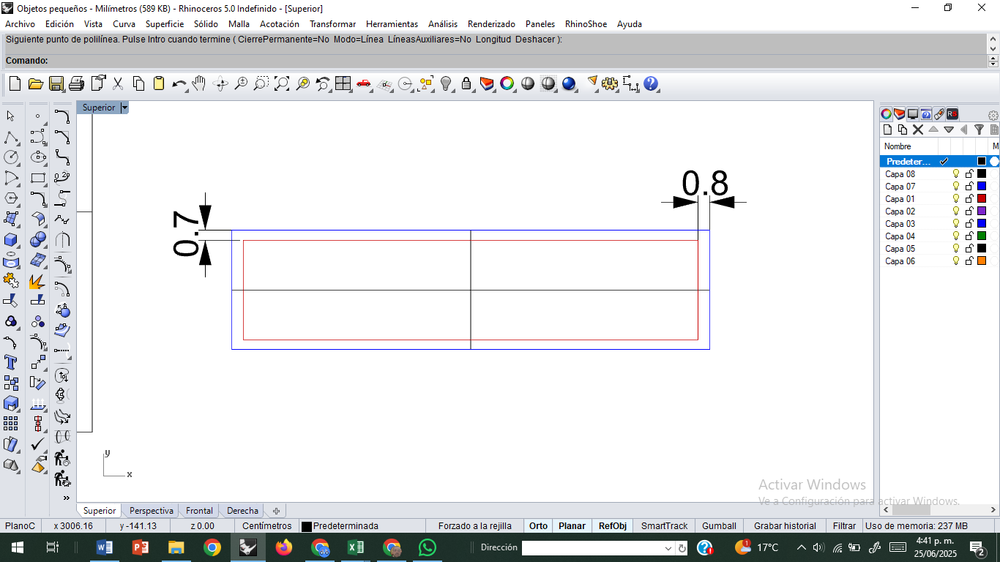 Objetos pequeños - Milímetros (589 KB) - Rhinoceros 5.0 Indefinido - [Superior]
Archivo Edición Vista Curva Superficie Sólido Malla Acotación Transformar Herramientas Análisis Renderizado Paneles RhinoShoe Ayuda
Siguiente punto de polilínea. Pulse Intro cuando termine ( CierrePermanente=No Modo=Línea LíneasAuxiliares=No Longitud Deshacer ):
Comando:
Superior
Nombre
M
Predeter...
Capa 08
Capa 07
Capa 01
Capa 02
Capa 03
Capa 04
Capa 05
Capa 06
0.8
0.7
y
x
Activar Windows
Ve a Configuración para activar Windows.
Superior Perspectiva Frontal Derecha
PlanoC x 3006.16 y -141.13 z 0.00 Centímetros Predeterminada Forzado a la rejilla Orto Planar RefObj SmartTrack Gumball Grabar historial Filtrar Uso de memoria: 237 MB
Dirección
1
17°C
4:41 p. m.
25/06/2025
2